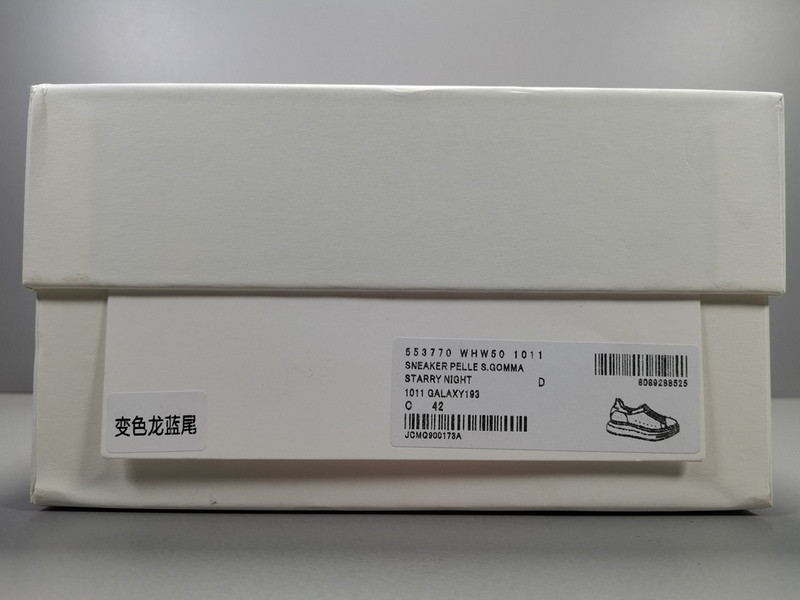 553770 WHW50 1011
SNEAKER PELLE S.GOMMA
STARRY NIGHT D
1011 GALAXY193
C 42
JCMQ900173A
8089288525
变色龙蓝尾